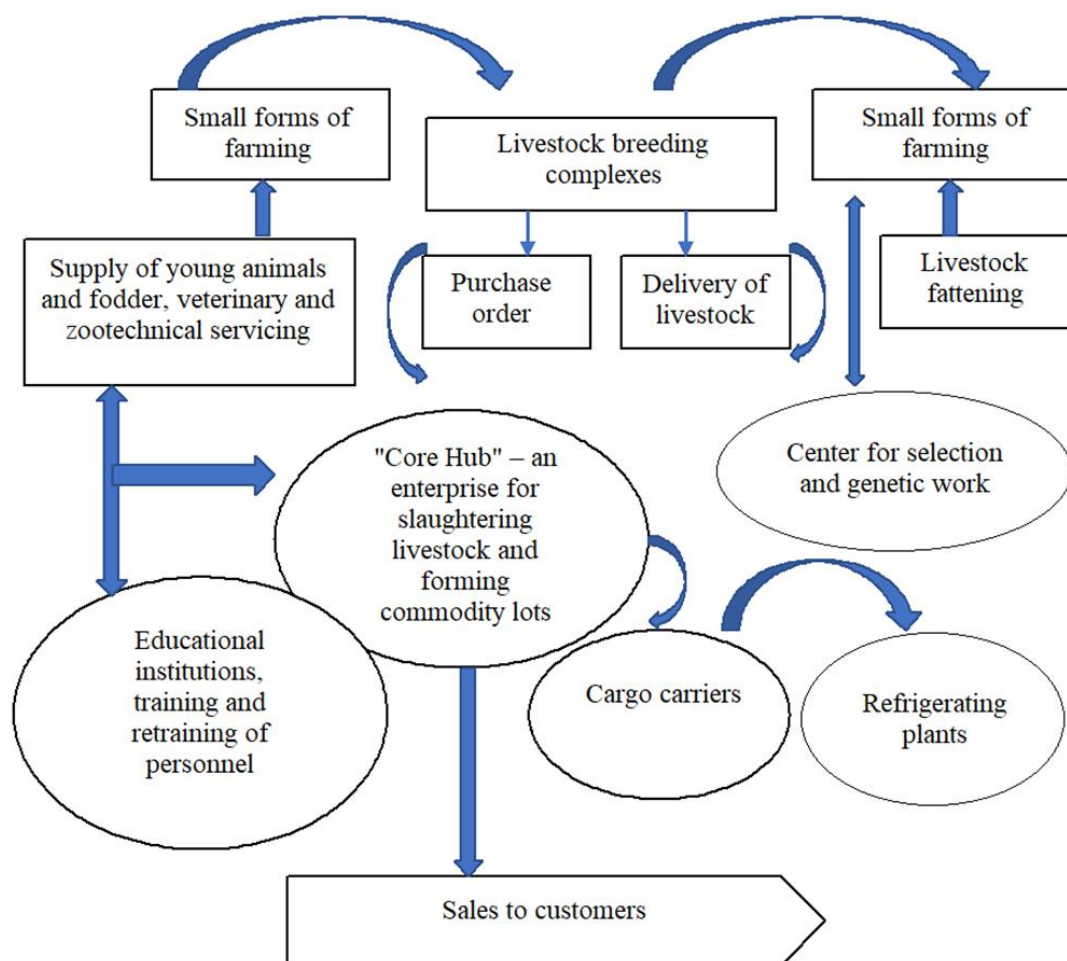 Small forms of
farming
Livestock breeding
complexes
Small forms of
farming
Supply of young animals
and fodder, veterinary and
zootechnical servicing
Purchase
order
Delivery of
livestock
Livestock
fattening
"Core Hub" – an
enterprise for
slaughtering
livestock and
forming
commodity lots
Center for selection
and genetic work
Educational
institutions,
training and
retraining of
personnel
Cargo carriers
Refrigerating
plants
Sales to customers